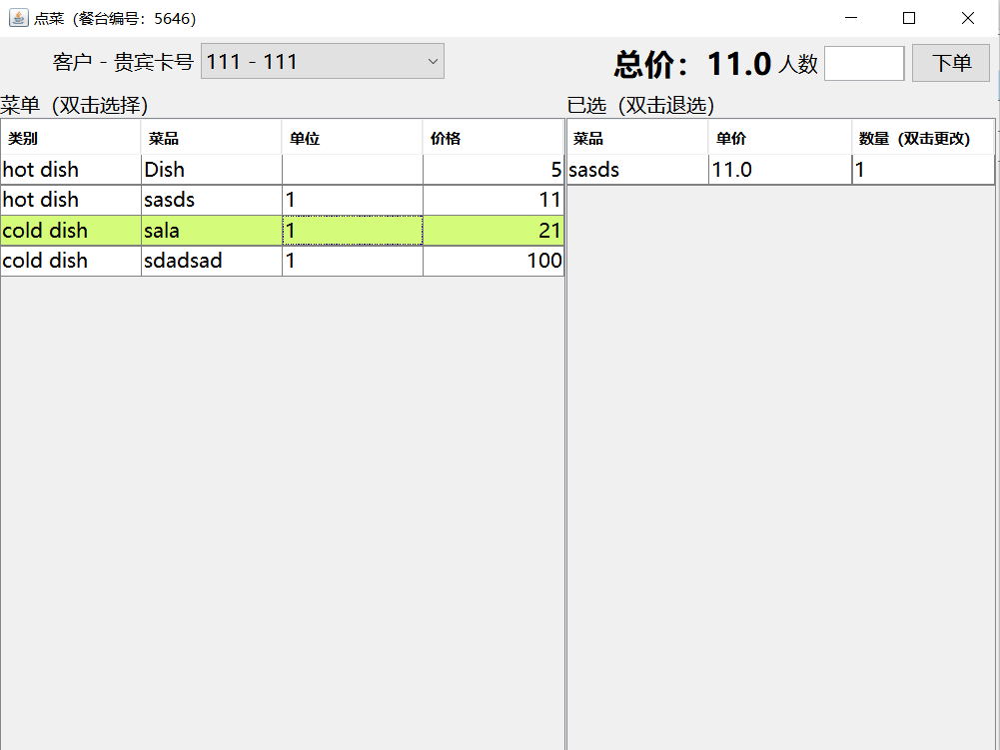 点菜（餐台编号：5646）
客户 - 贵宾卡号 111 - 111 总价：11.0 人数 下单
菜单（双击选择） 已选（双击退选）
类别 菜品 单位 价格 菜品 单价 数量（双击更改）
hot dish Dish 5 sasds 11.0 1
hot dish sasds 1 11
cold dish sala 1 21
cold dish sdadsad 1 100